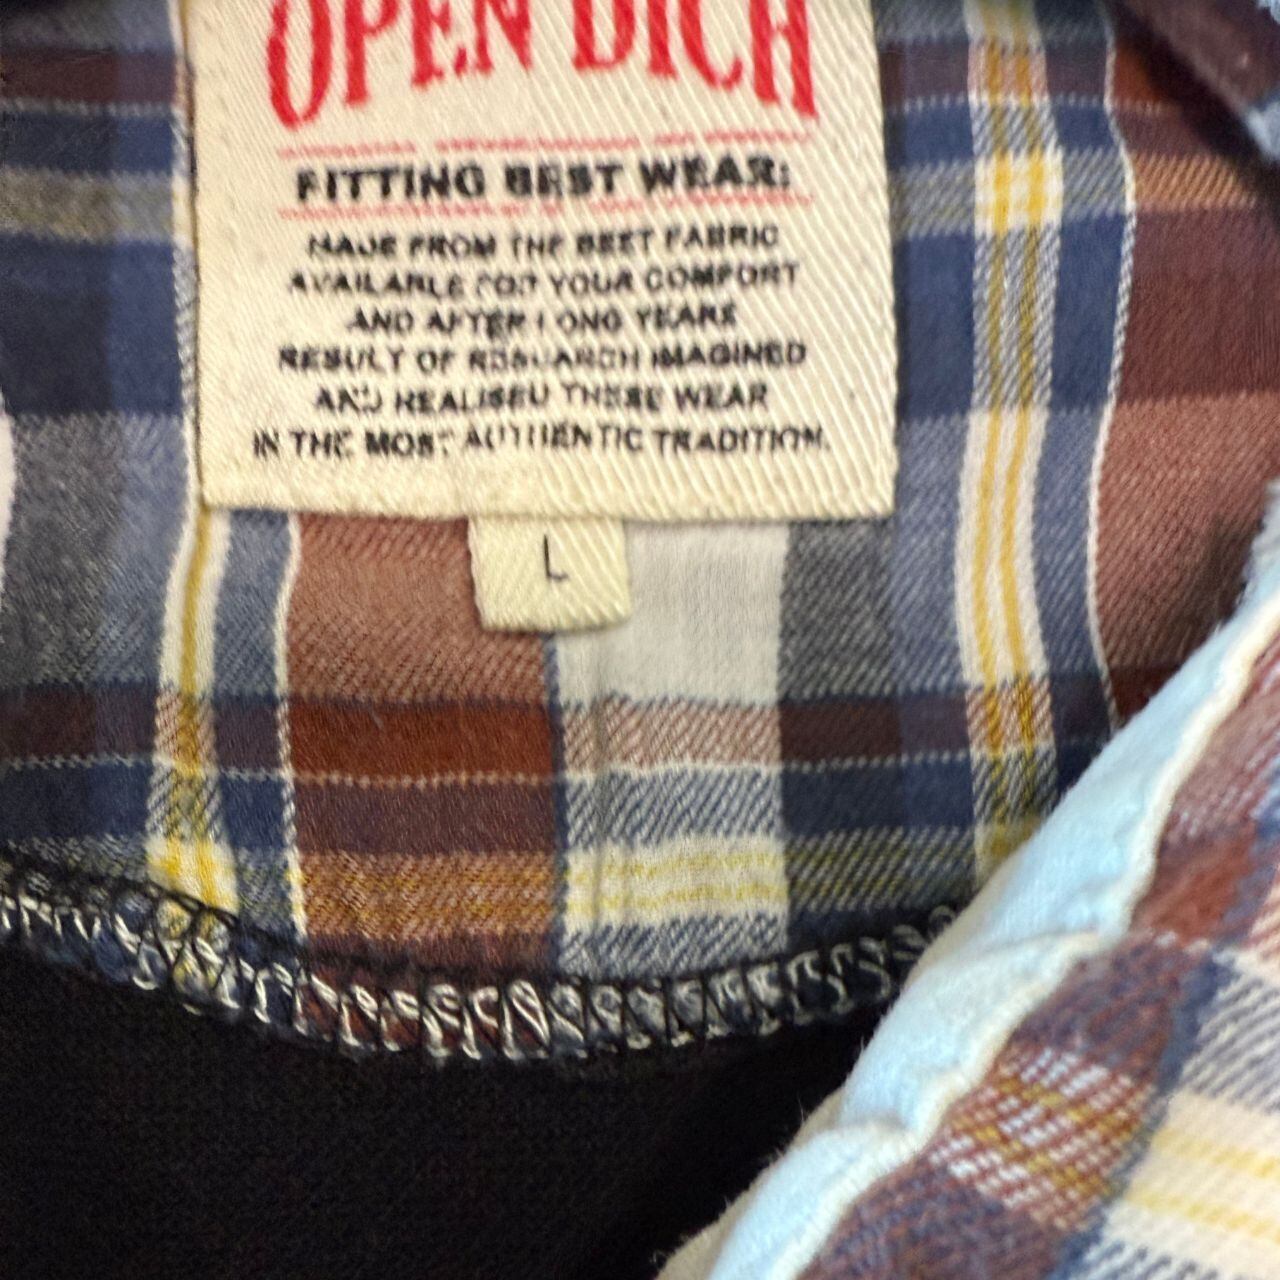 OPEN DICH
FITTING BEST WEAR:
MADE FROM THE BEST FABRIC
AVAILABLE FOR YOUR COMFORT
AND AFTER LONG YEARS
RESULT OF RESEARCH IMAGINED
AND REALISED THESE WEAR
IN THE MOST AUTHENTIC TRADITION.
L